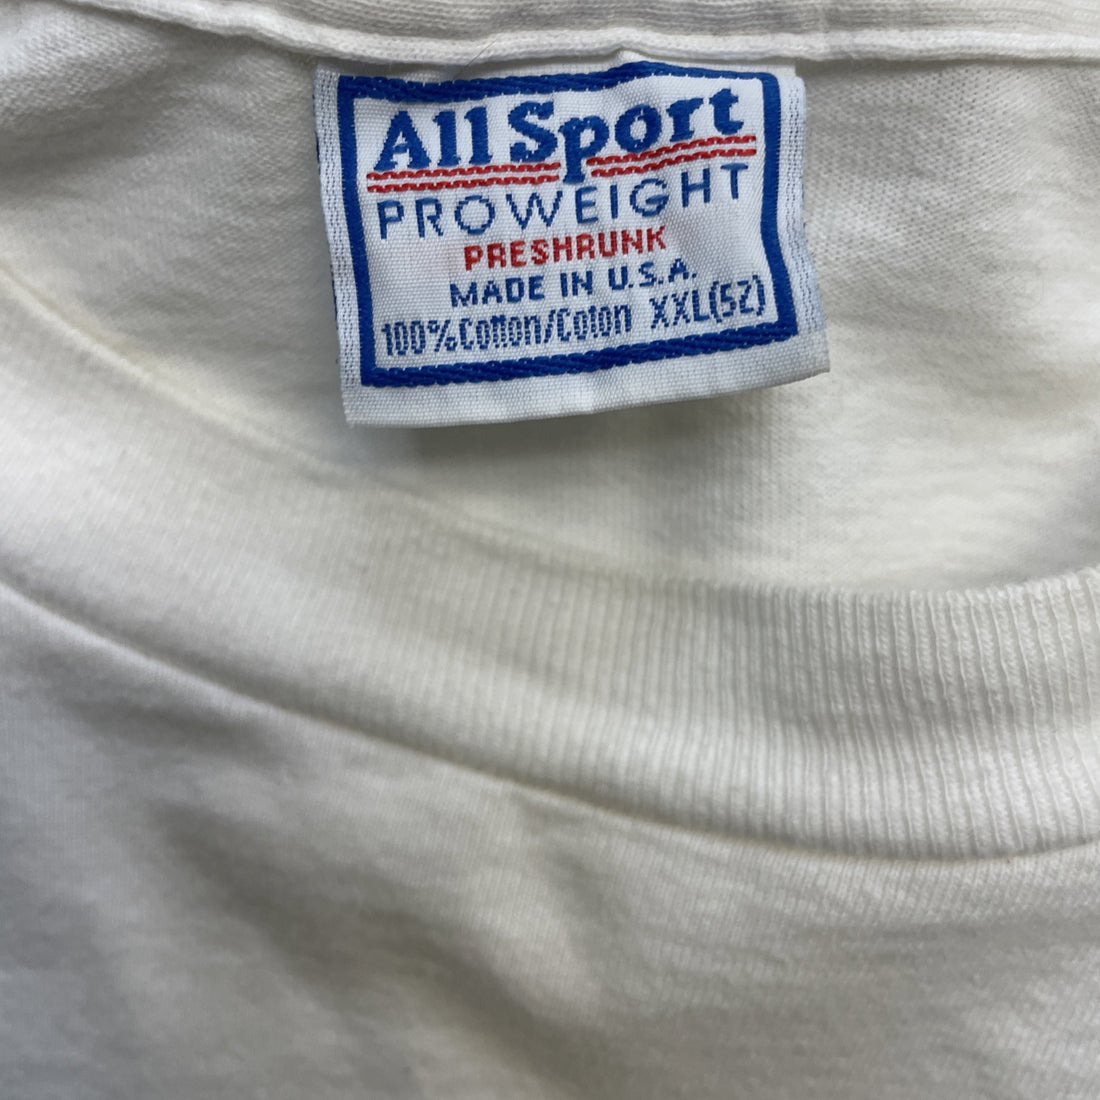 All Sport
PROWEIGHT
PRESHRUNK
MADE IN U.S.A.
100% Cotton/Coton XXL(52)